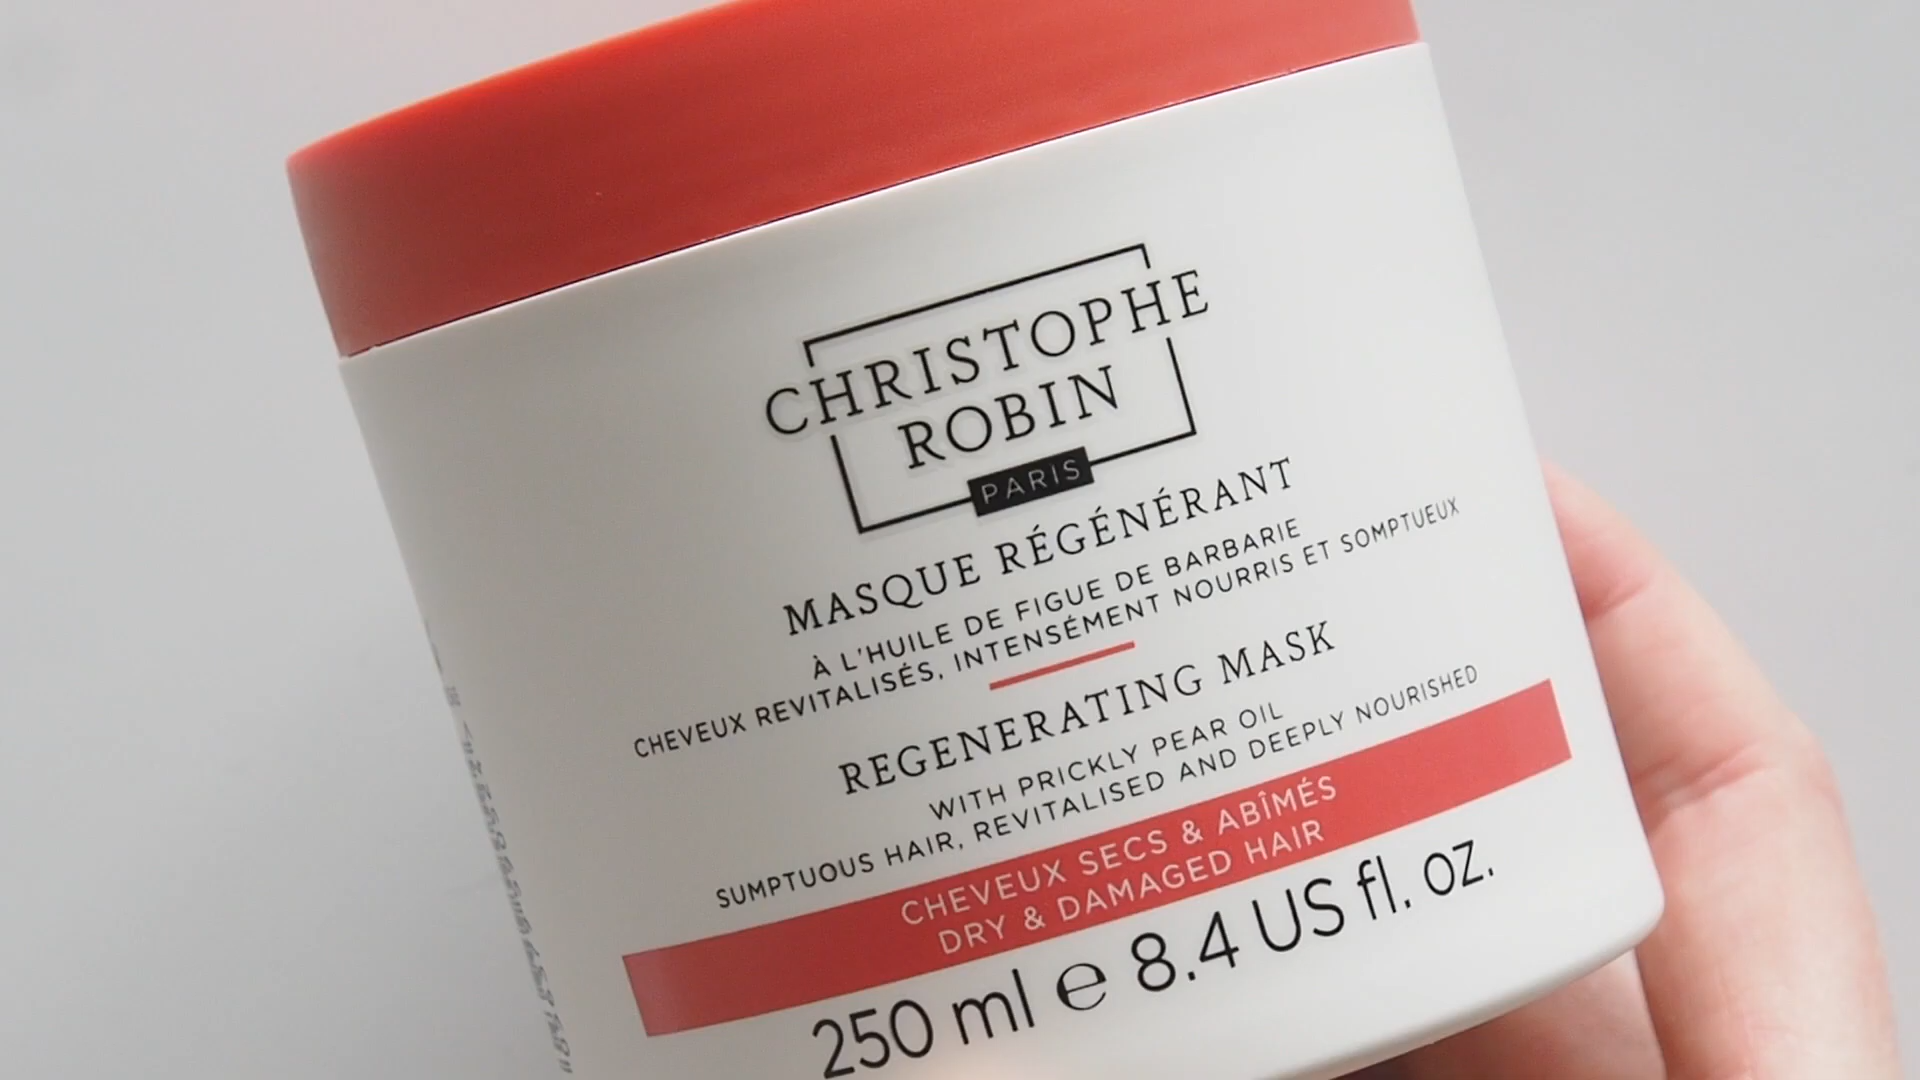 CHRISTOPHE
ROBIN
PARIS
MASQUE RÉGÉNÉRANT
À L'HUILE DE FIGUE DE BARBARIE
CHEVEUX REVITALISÉS, INTENSÉMENT NOURRIS ET SOMPTUEUX
REGENERATING MASK
WITH PRICKLY PEAR OIL
SUMPTUOUS HAIR, REVITALISED AND DEEPLY NOURISHED
CHEVEUX SECS & ABÎMÉS
DRY & DAMAGED HAIR
250 ml ℮ 8.4 US fl. oz.